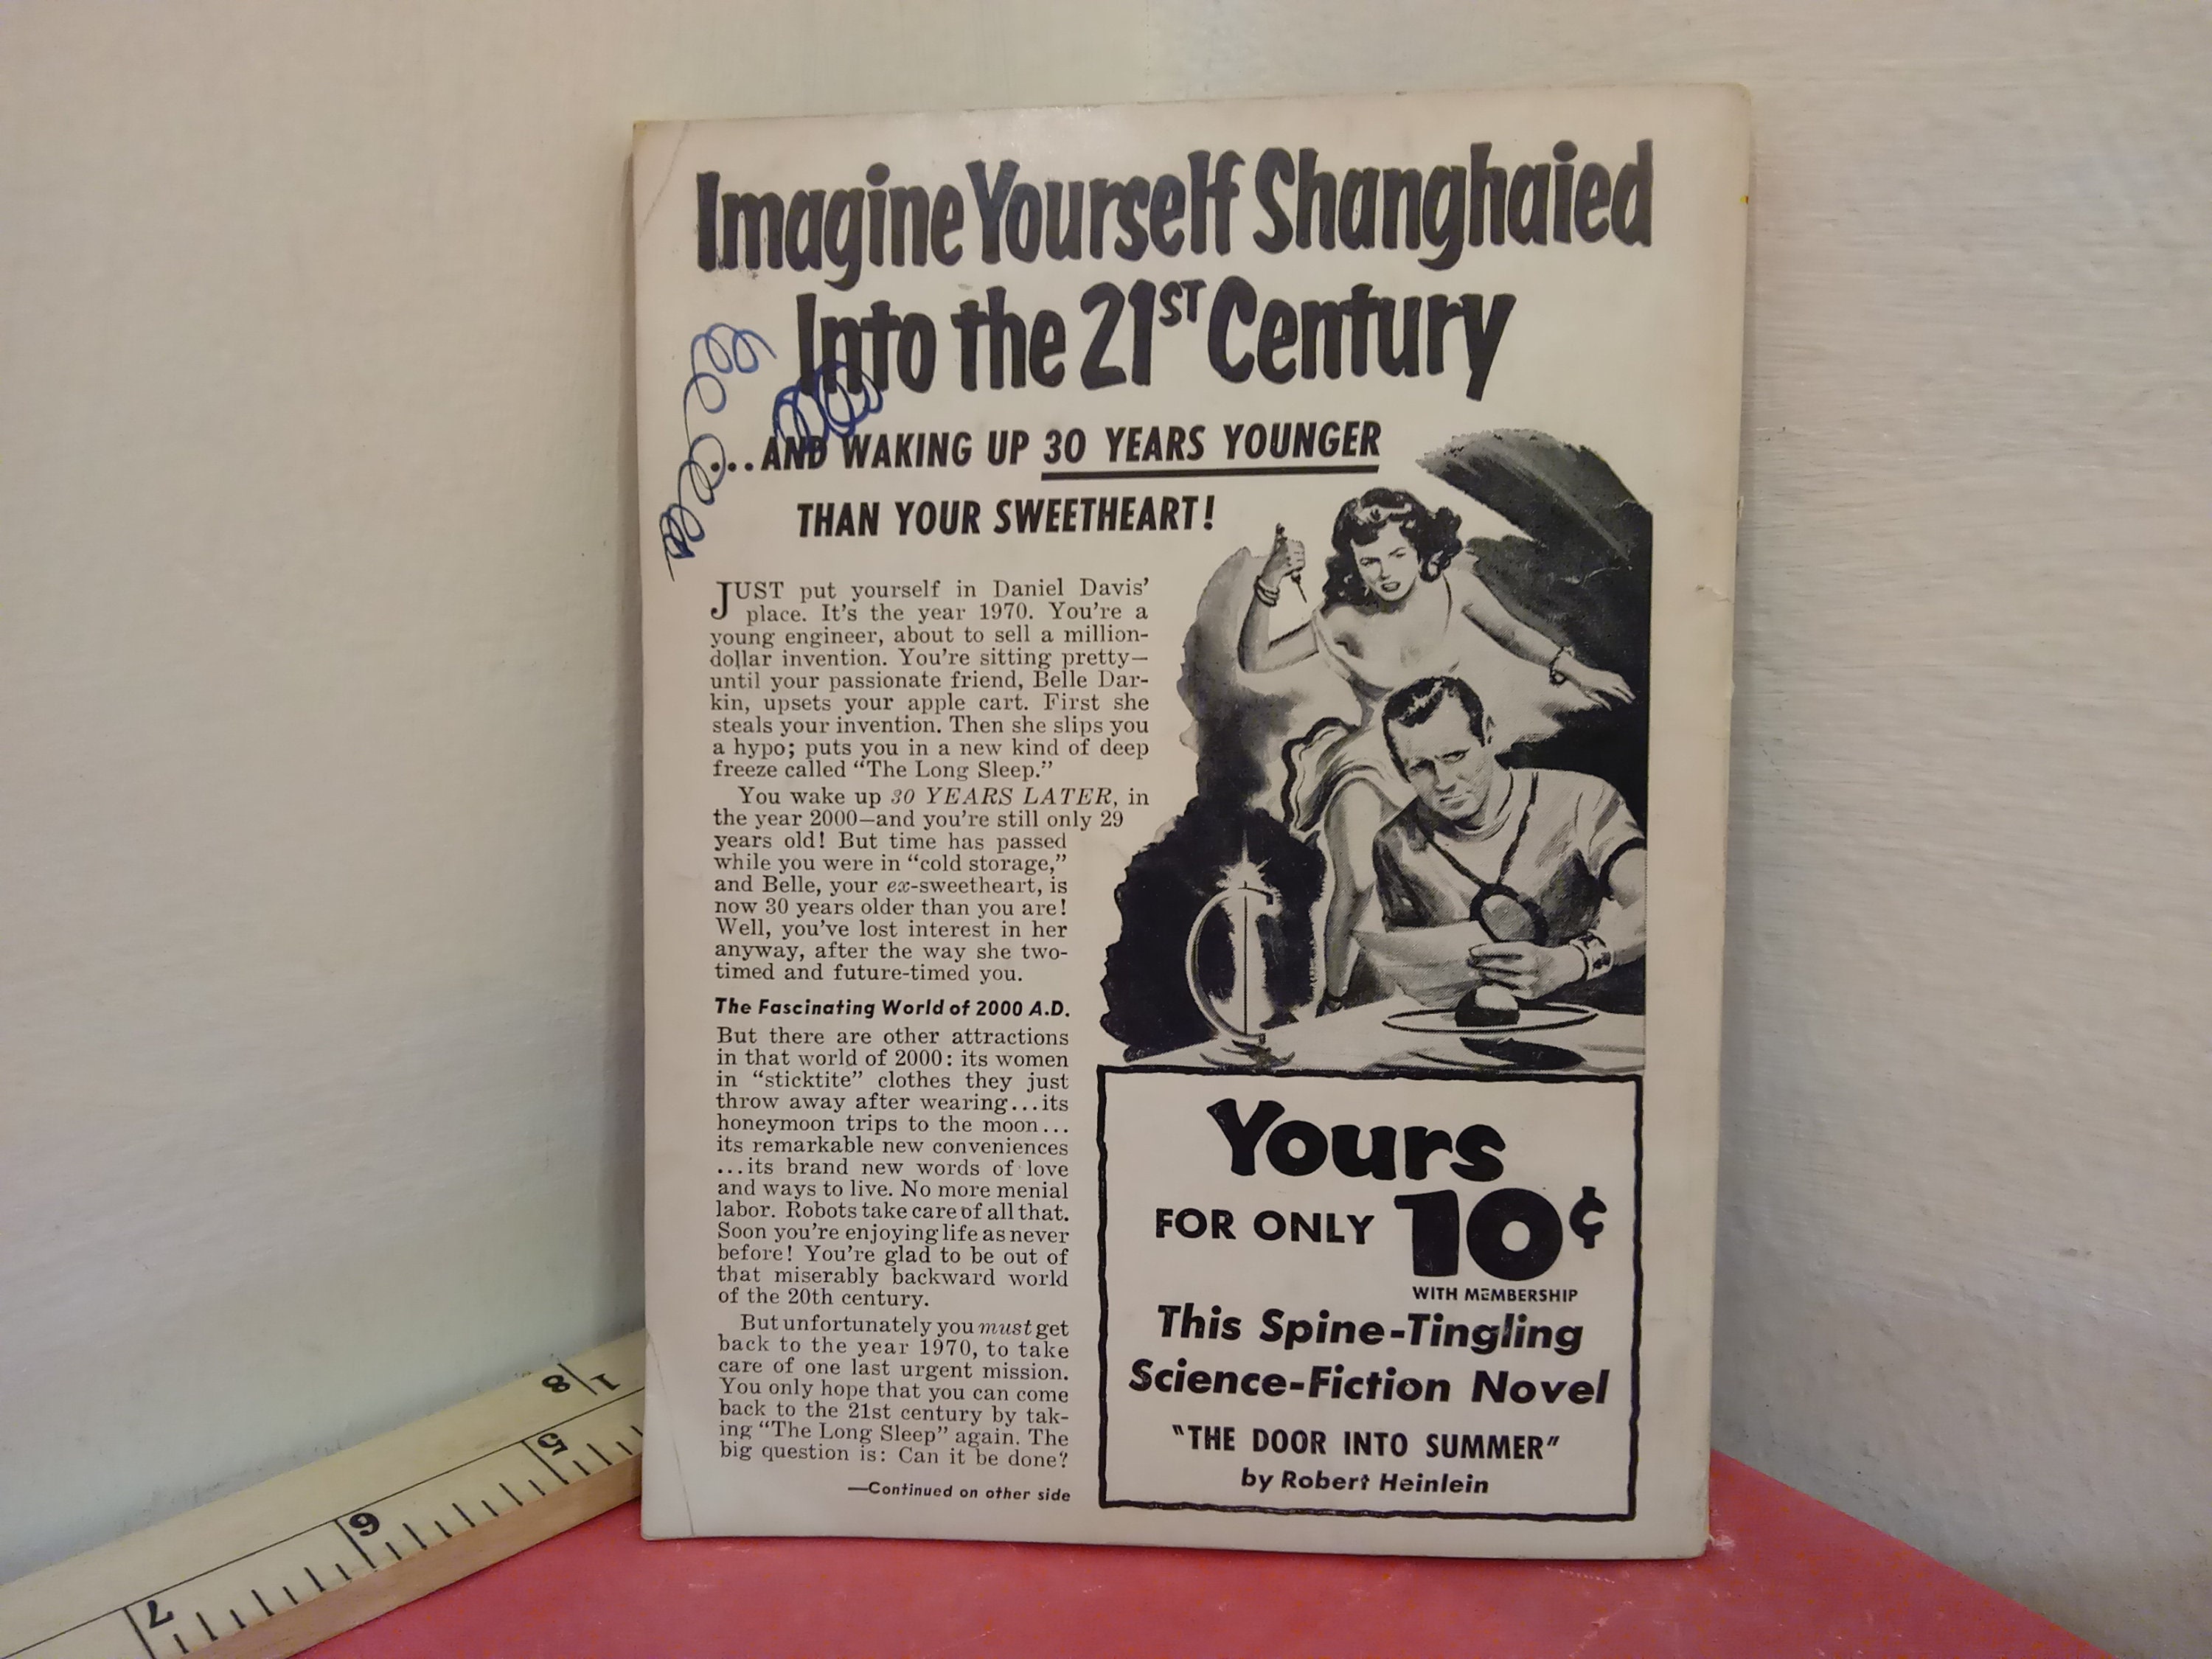 Imagine Yourself Shanghaied
Into the 21ST Century
...AND WAKING UP 30 YEARS YOUNGER
THAN YOUR SWEETHEART!
JUST put yourself in Daniel Davis'
place. It's the year 1970. You're a
young engineer, about to sell a million-
dollar invention. You're sitting pretty—
until your passionate friend, Belle Dar-
kin, upsets your apple cart. First she
steals your invention. Then she slips you
a hypo; puts you in a new kind of deep
freeze called "The Long Sleep."
You wake up 30 YEARS LATER, in
the year 2000—and you're still only 29
years old! But time has passed
while you were in "cold storage,"
and Belle, your ex-sweetheart, is
now 30 years older than you are!
Well, you've lost interest in her
anyway, after the way she two-
timed and future-timed you.
The Fascinating World of 2000 A.D.
But there are other attractions
in that world of 2000: its women
in "sticktite" clothes they just
throw away after wearing...its
honeymoon trips to the moon...
its remarkable new conveniences
...its brand new words of love
and ways to live. No more menial
labor. Robots take care of all that.
Soon you're enjoying life as never
before! You're glad to be out of
that miserably backward world
of the 20th century.
But unfortunately you must get
back to the year 1970, to take
care of one last urgent mission.
You only hope that you can come
back to the 21st century by tak-
ing "The Long Sleep" again. The
big question is: Can it be done?
—Continued on other side
Yours
FOR ONLY 10¢
WITH MEMBERSHIP
This Spine-Tingling
Science-Fiction Novel
"THE DOOR INTO SUMMER"
by Robert Heinlein
8 1
5
6
7